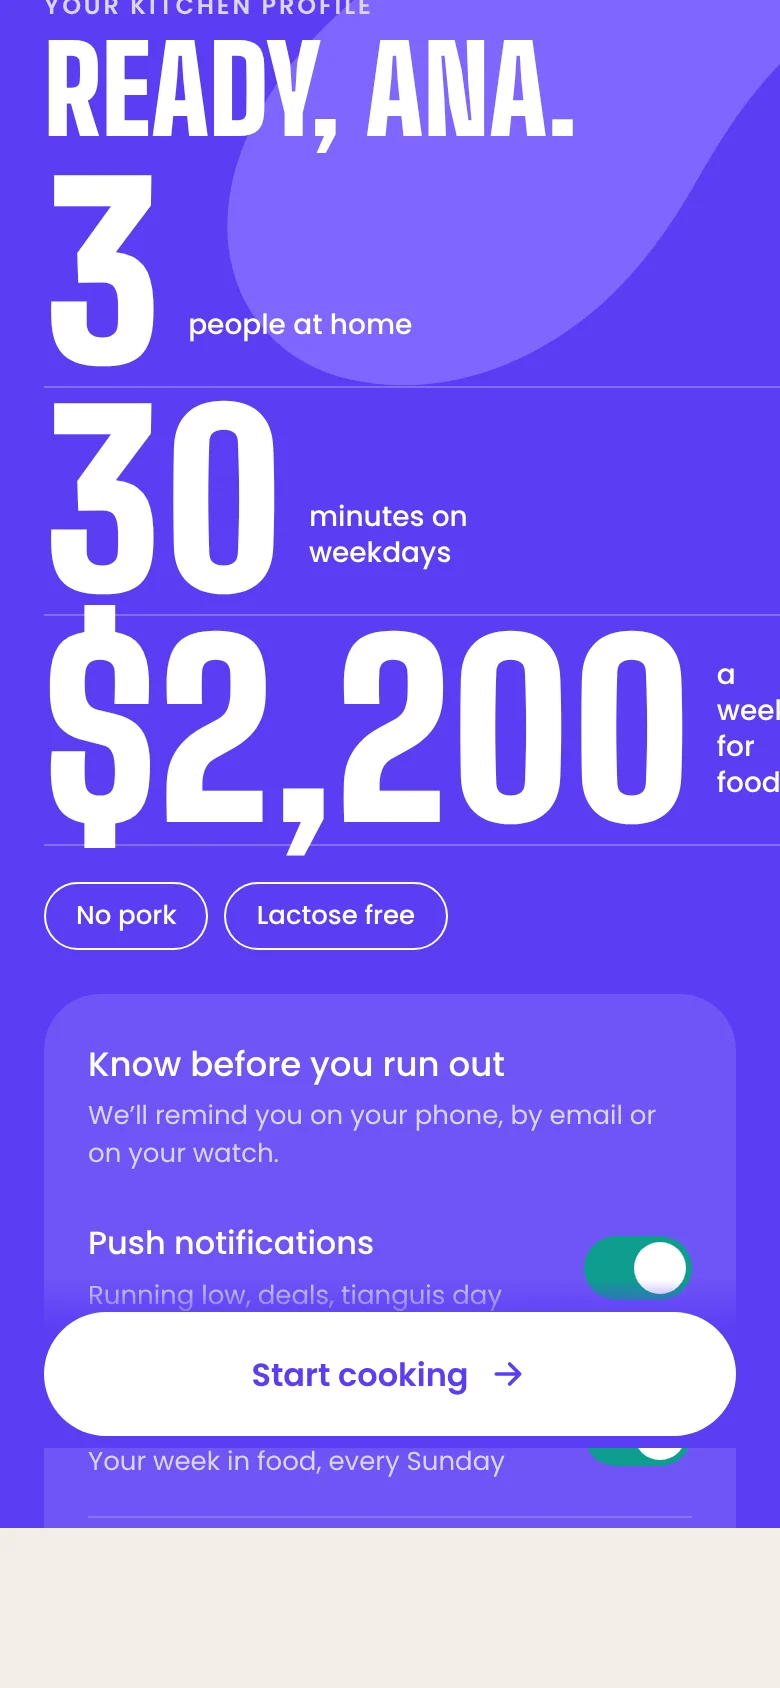 YOUR KITCHEN PROFILE
READY, ANA.
3 people at home
30 minutes on
weekdays
$2,200 a
for
food
No pork
Lactose free
Know before you run out
We’ll remind you on your phone, by email or
on your watch.
Push notifications
Running low, deals, tianguis day
Start cooking →
Your week in food, every Sunday